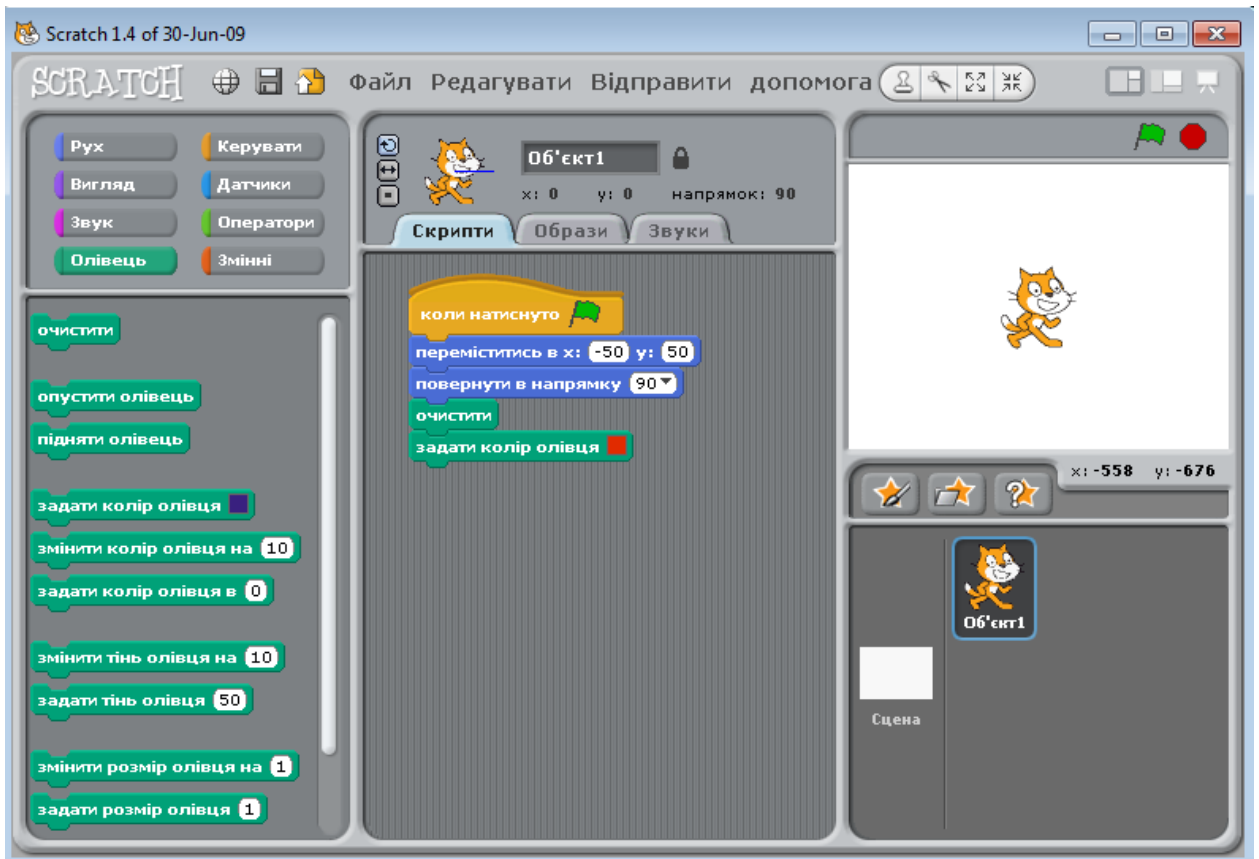 Scratch 1.4 of 30-Jun-09
SCRATCH
Файл Редагувати Відправити допомога
Рух
Керувати
Вигляд
Датчики
Звук
Оператори
Олівець
Змінні
очистити
опустити олівець
підняти олівець
задати колір олівця
змінити колір олівця на 10
задати колір олівця в 0
змінити тінь олівця на 10
задати тінь олівця 50
змінити розмір олівця на 1
задати розмір олівця 1
Об'єкт1
x: 0 y: 0 напрямок: 90
Скрипти Образи Звуки
коли натиснуто
переміститись в x: -50 y: 50
повернути в напрямку 90
очистити
задати колір олівця
x: -558 y: -676
Об'єкт1
Сцена